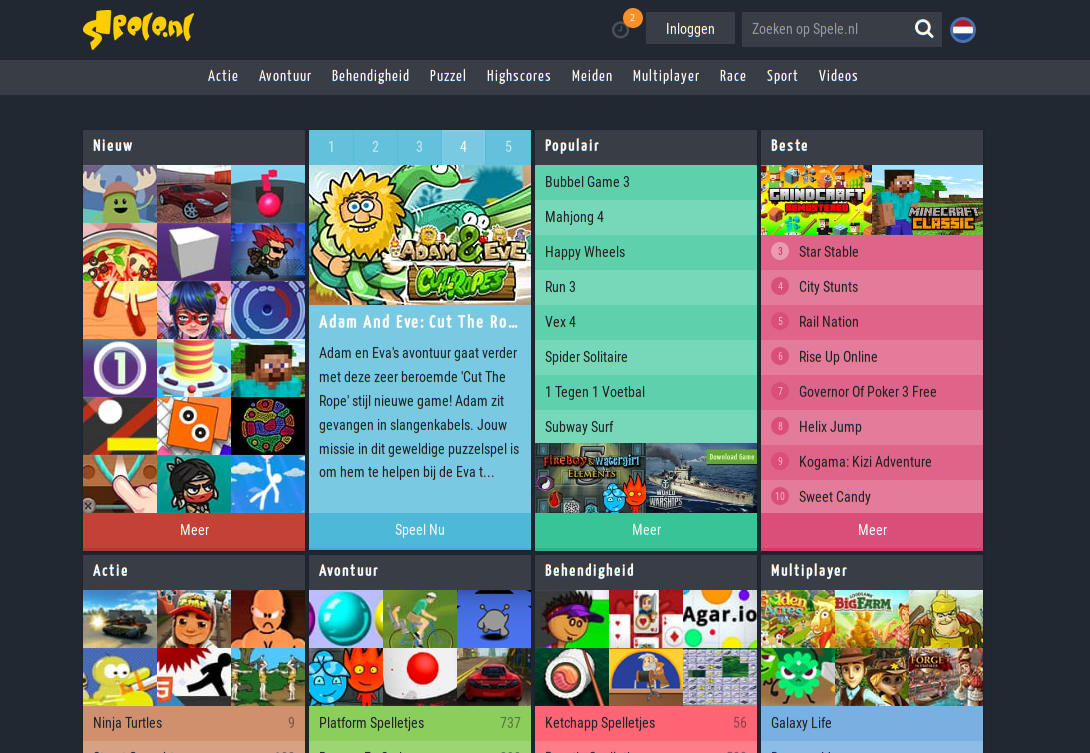 Spele.nl
2
Inloggen
Zoeken op Spele.nl
Actie Avontuur Behendigheid Puzzel Highscores Meiden Multiplayer Race Sport Videos
Nieuw
1
Meer
1 2 3 4 5
ADAM & EVE
CUT THE ROPES
Adam And Eve: Cut The Ro...
Adam en Eva's avontuur gaat verder
met deze zeer beroemde 'Cut The
Rope' stijl nieuwe game! Adam zit
gevangen in slangenkabels. Jouw
missie in dit geweldige puzzelspel is
om hem te helpen bij de Eva t...
Speel Nu
Populair
Bubbel Game 3
Mahjong 4
Happy Wheels
Run 3
Vex 4
Spider Solitaire
1 Tegen 1 Voetbal
Subway Surf
FIREBOY & WATERGIRL
ELEMENTS
Download Game
WORLD OF
WARSHIPS
Meer
Beste
GRINDCRAFT
REMASTERED
MINECRAFT
CLASSIC
3 Star Stable
4 City Stunts
5 Rail Nation
6 Rise Up Online
7 Governor Of Poker 3 Free
8 Helix Jump
9 Kogama: Kizi Adventure
10 Sweet Candy
Meer
Actie
Ninja Turtles 9
Avontuur
Platform Spelletjes 737
Behendigheid
Agar.io
Ketchapp Spelletjes 56
Multiplayer
Golden
Acres
BIGFARM
FORGE
Galaxy Life